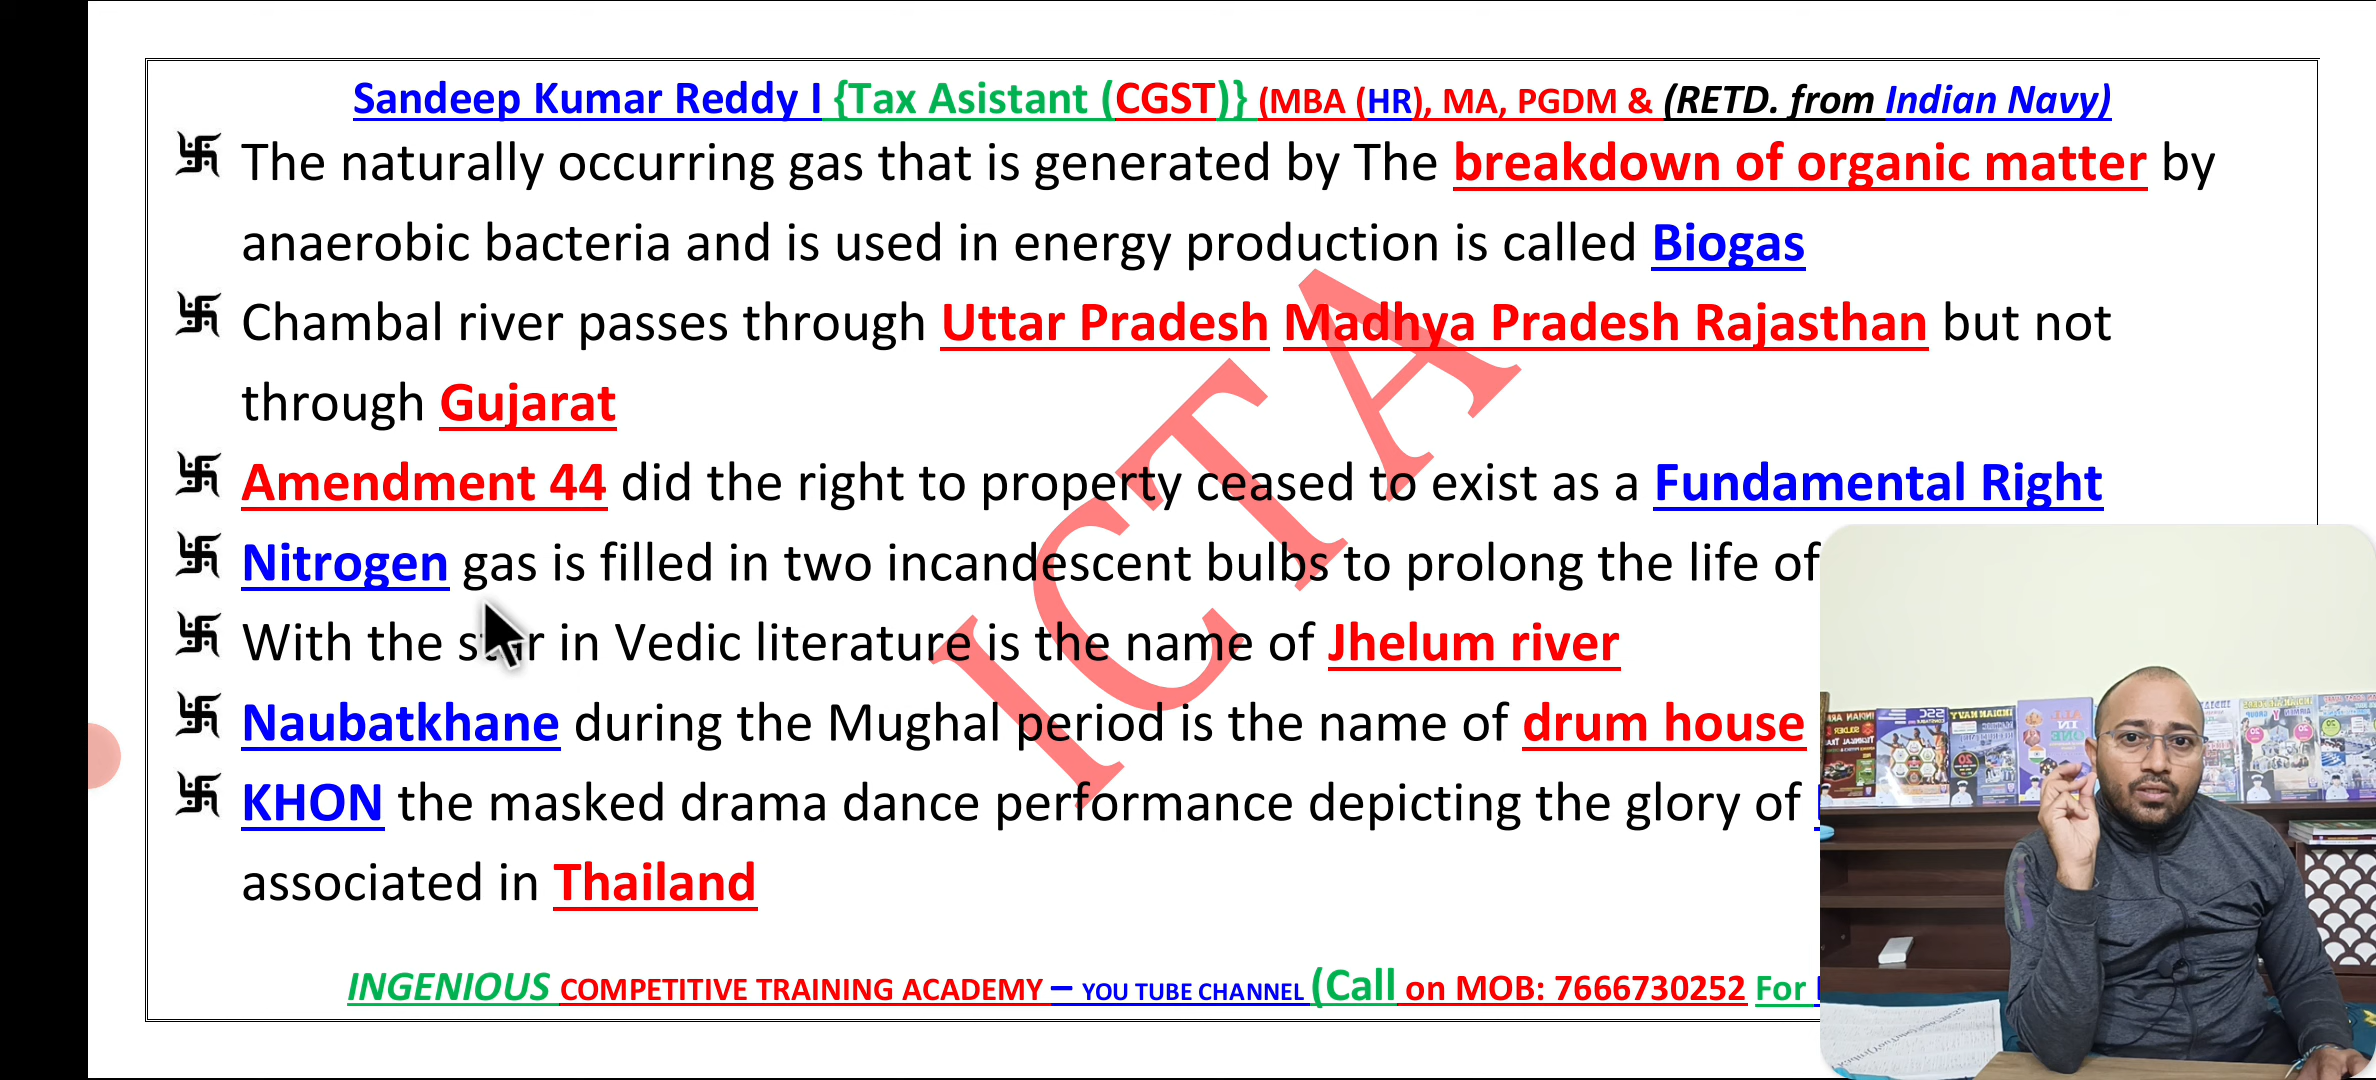 Sandeep Kumar Reddy I {Tax Asistant (CGST)} (MBA (HR), MA, PGDM & (RETD. from Indian Navy)
The naturally occurring gas that is generated by The breakdown of organic matter by
anaerobic bacteria and is used in energy production is called Biogas
Chambal river passes through Uttar Pradesh Madhya Pradesh Rajasthan but not
through Gujarat
Amendment 44 did the right to property ceased to exist as a Fundamental Right
Nitrogen gas is filled in two incandescent bulbs to prolong the life of
With the in Vedic literature is the name of Jhelum river
Naubatkhane during the Mughal period is the name of drum house
KHON the masked drama dance performance depicting the glory of
associated in Thailand
INGENIOUS COMPETITIVE TRAINING ACADEMY – YOU TUBE CHANNEL (Call on MOB: 7666730252 For
ICTA
SSC
INDIAN NAVY
ALL IN ONE